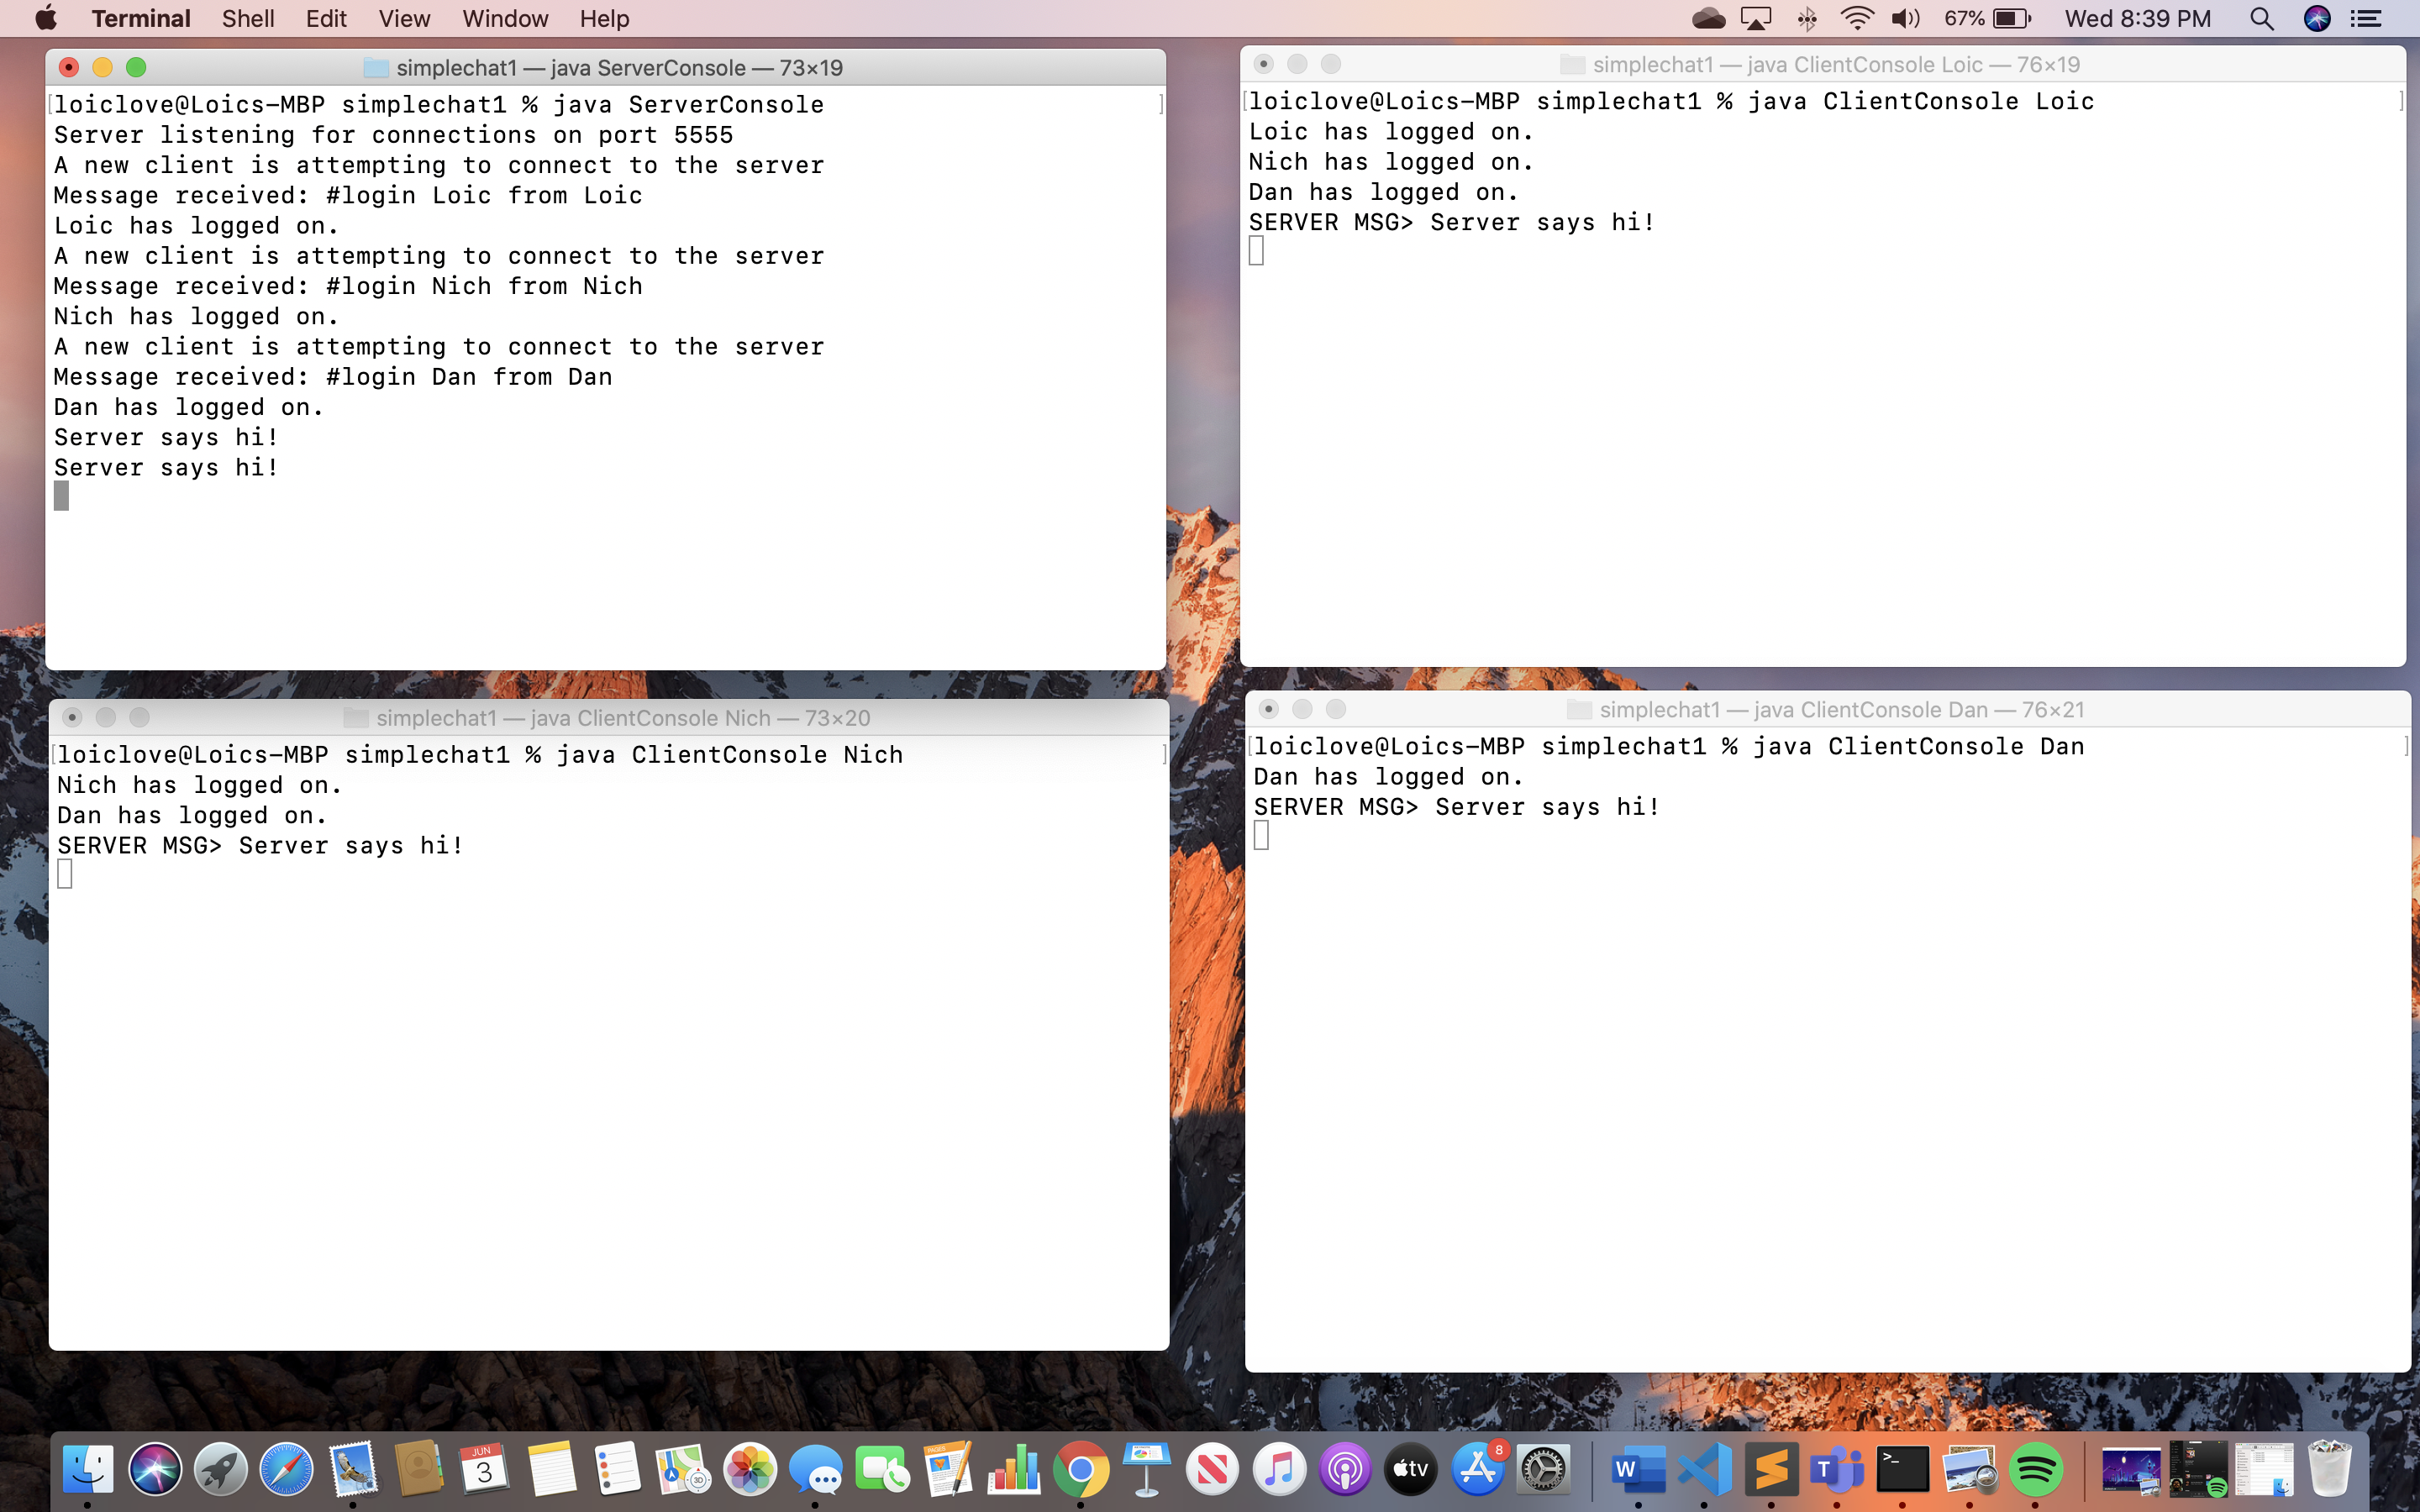 Terminal Shell Edit View Window Help 67% Wed 8:39 PM
simplechat1 — java ServerConsole — 73×19
loiclove@Loics-MBP simplechat1 % java ServerConsole
Server listening for connections on port 5555
A new client is attempting to connect to the server
Message received: #login Loic from Loic
Loic has logged on.
A new client is attempting to connect to the server
Message received: #login Nich from Nich
Nich has logged on.
A new client is attempting to connect to the server
Message received: #login Dan from Dan
Dan has logged on.
Server says hi!
Server says hi!
simplechat1 — java ClientConsole Loic — 76×19
loiclove@Loics-MBP simplechat1 % java ClientConsole Loic
Loic has logged on.
Nich has logged on.
Dan has logged on.
SERVER MSG> Server says hi!
simplechat1 — java ClientConsole Nich — 73×20
loiclove@Loics-MBP simplechat1 % java ClientConsole Nich
Nich has logged on.
Dan has logged on.
SERVER MSG> Server says hi!
simplechat1 — java ClientConsole Dan — 76×21
loiclove@Loics-MBP simplechat1 % java ClientConsole Dan
Dan has logged on.
SERVER MSG> Server says hi!
JUN
3
3D
PAGES
tv
8
W
T
>_